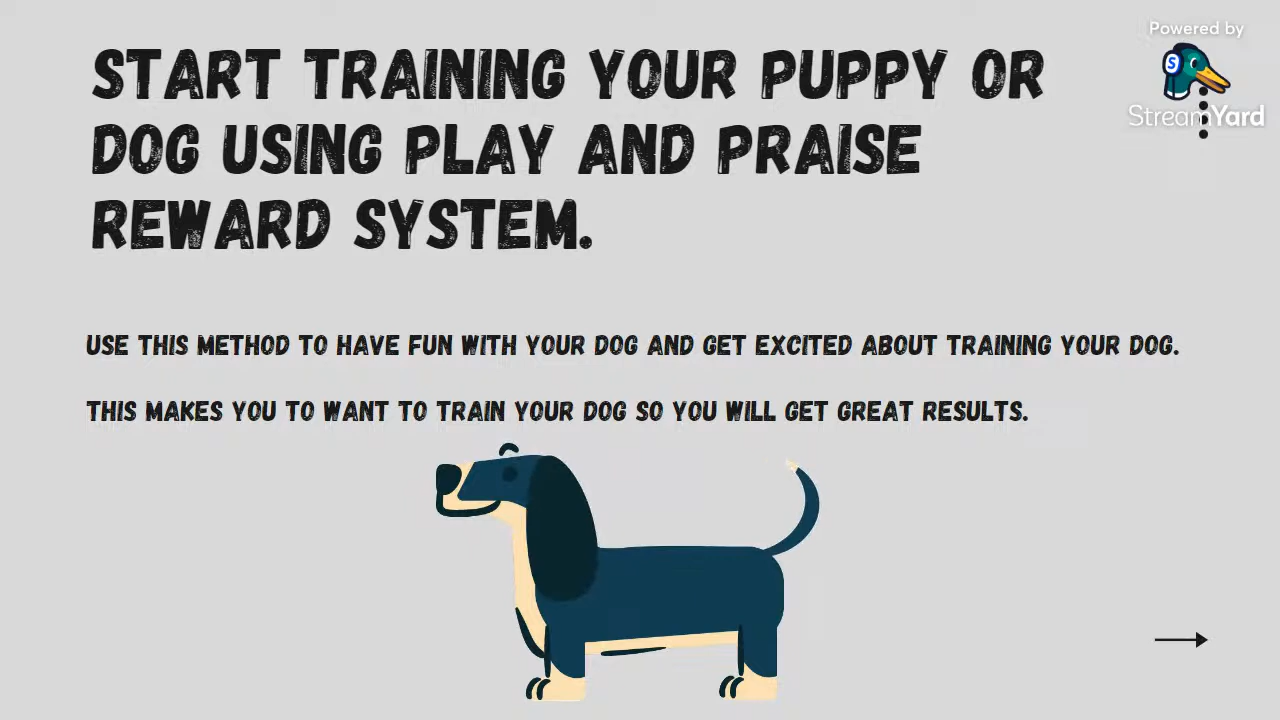 START TRAINING YOUR PUPPY OR
DOG USING PLAY AND PRAISE
REWARD SYSTEM.
USE THIS METHOD TO HAVE FUN WITH YOUR DOG AND GET EXCITED ABOUT TRAINING YOUR DOG.
THIS MAKES YOU TO WANT TO TRAIN YOUR DOG SO YOU WILL GET GREAT RESULTS.
Powered by
S
StreamYard